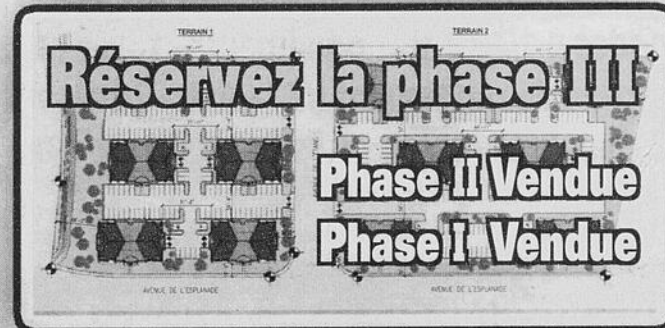 TERRAIN 1
TERRAIN 2
Réservez la phase III
Phase II Vendue
Phase I Vendue
AVENUE DE L'ESPLANADE
AVENUE DE L'ESPLANADE